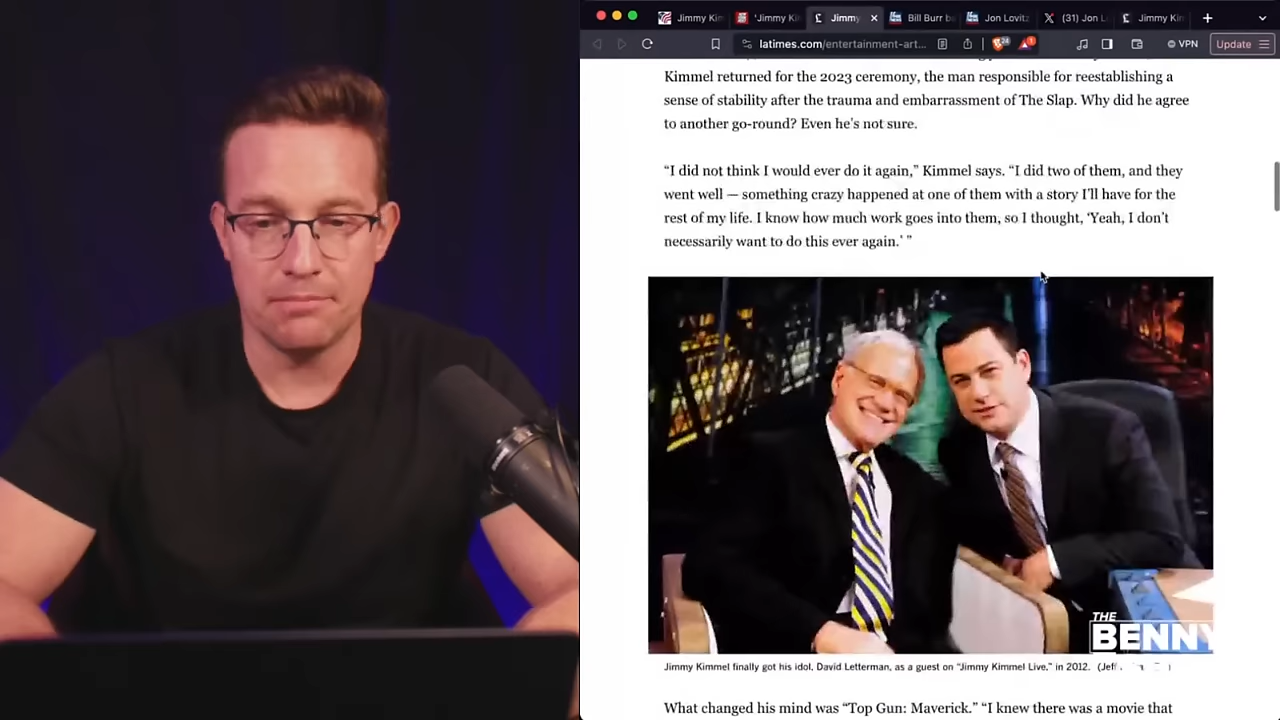 Jimmy Kim
'Jimmy Ki
Jimmy
Bill Burr be
Jon Lovitz
(31) Jon L
Jimmy Kin
latimes.com/entertainment-art...
VPN
Update
Kimmel returned for the 2023 ceremony, the man responsible for reestablishing a
sense of stability after the trauma and embarrassment of The Slap. Why did he agree
to another go-round? Even he's not sure.
“I did not think I would ever do it again,” Kimmel says. “I did two of them, and they
went well — something crazy happened at one of them with a story I’ll have for the
rest of my life. I know how much work goes into them, so I thought, ‘Yeah, I don’t
necessarily want to do this ever again.’ ”
THE
BENNY
Jimmy Kimmel finally got his idol, David Letterman, as a guest on “Jimmy Kimmel Live,” in 2012.
What changed his mind was “Top Gun: Maverick.” “I knew there was a movie that